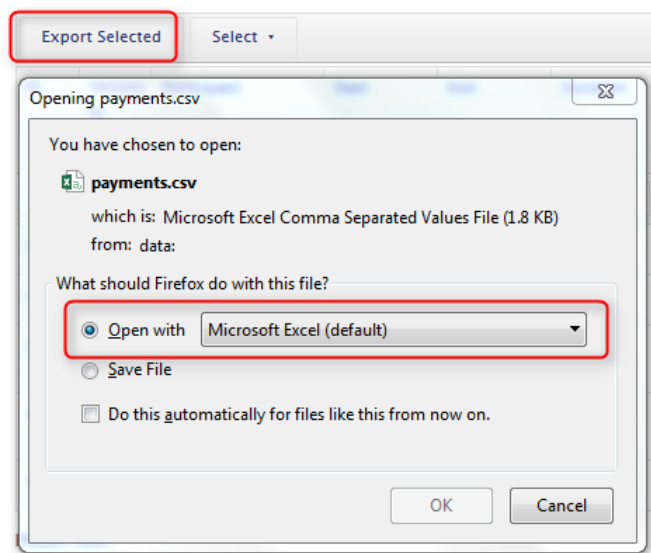 Export Selected Select
Opening payments.csv
You have chosen to open:
payments.csv
which is: Microsoft Excel Comma Separated Values File (1.8 KB)
from: data:
What should Firefox do with this file?
Open with Microsoft Excel (default)
Save File
Do this automatically for files like this from now on.
OK Cancel